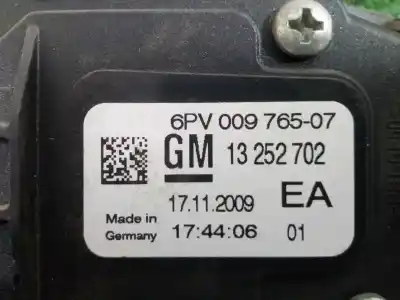 6PV 009 765-07
GM 13 252 702
17.11.2009 EA
Made in
Germany 17:44:06 01